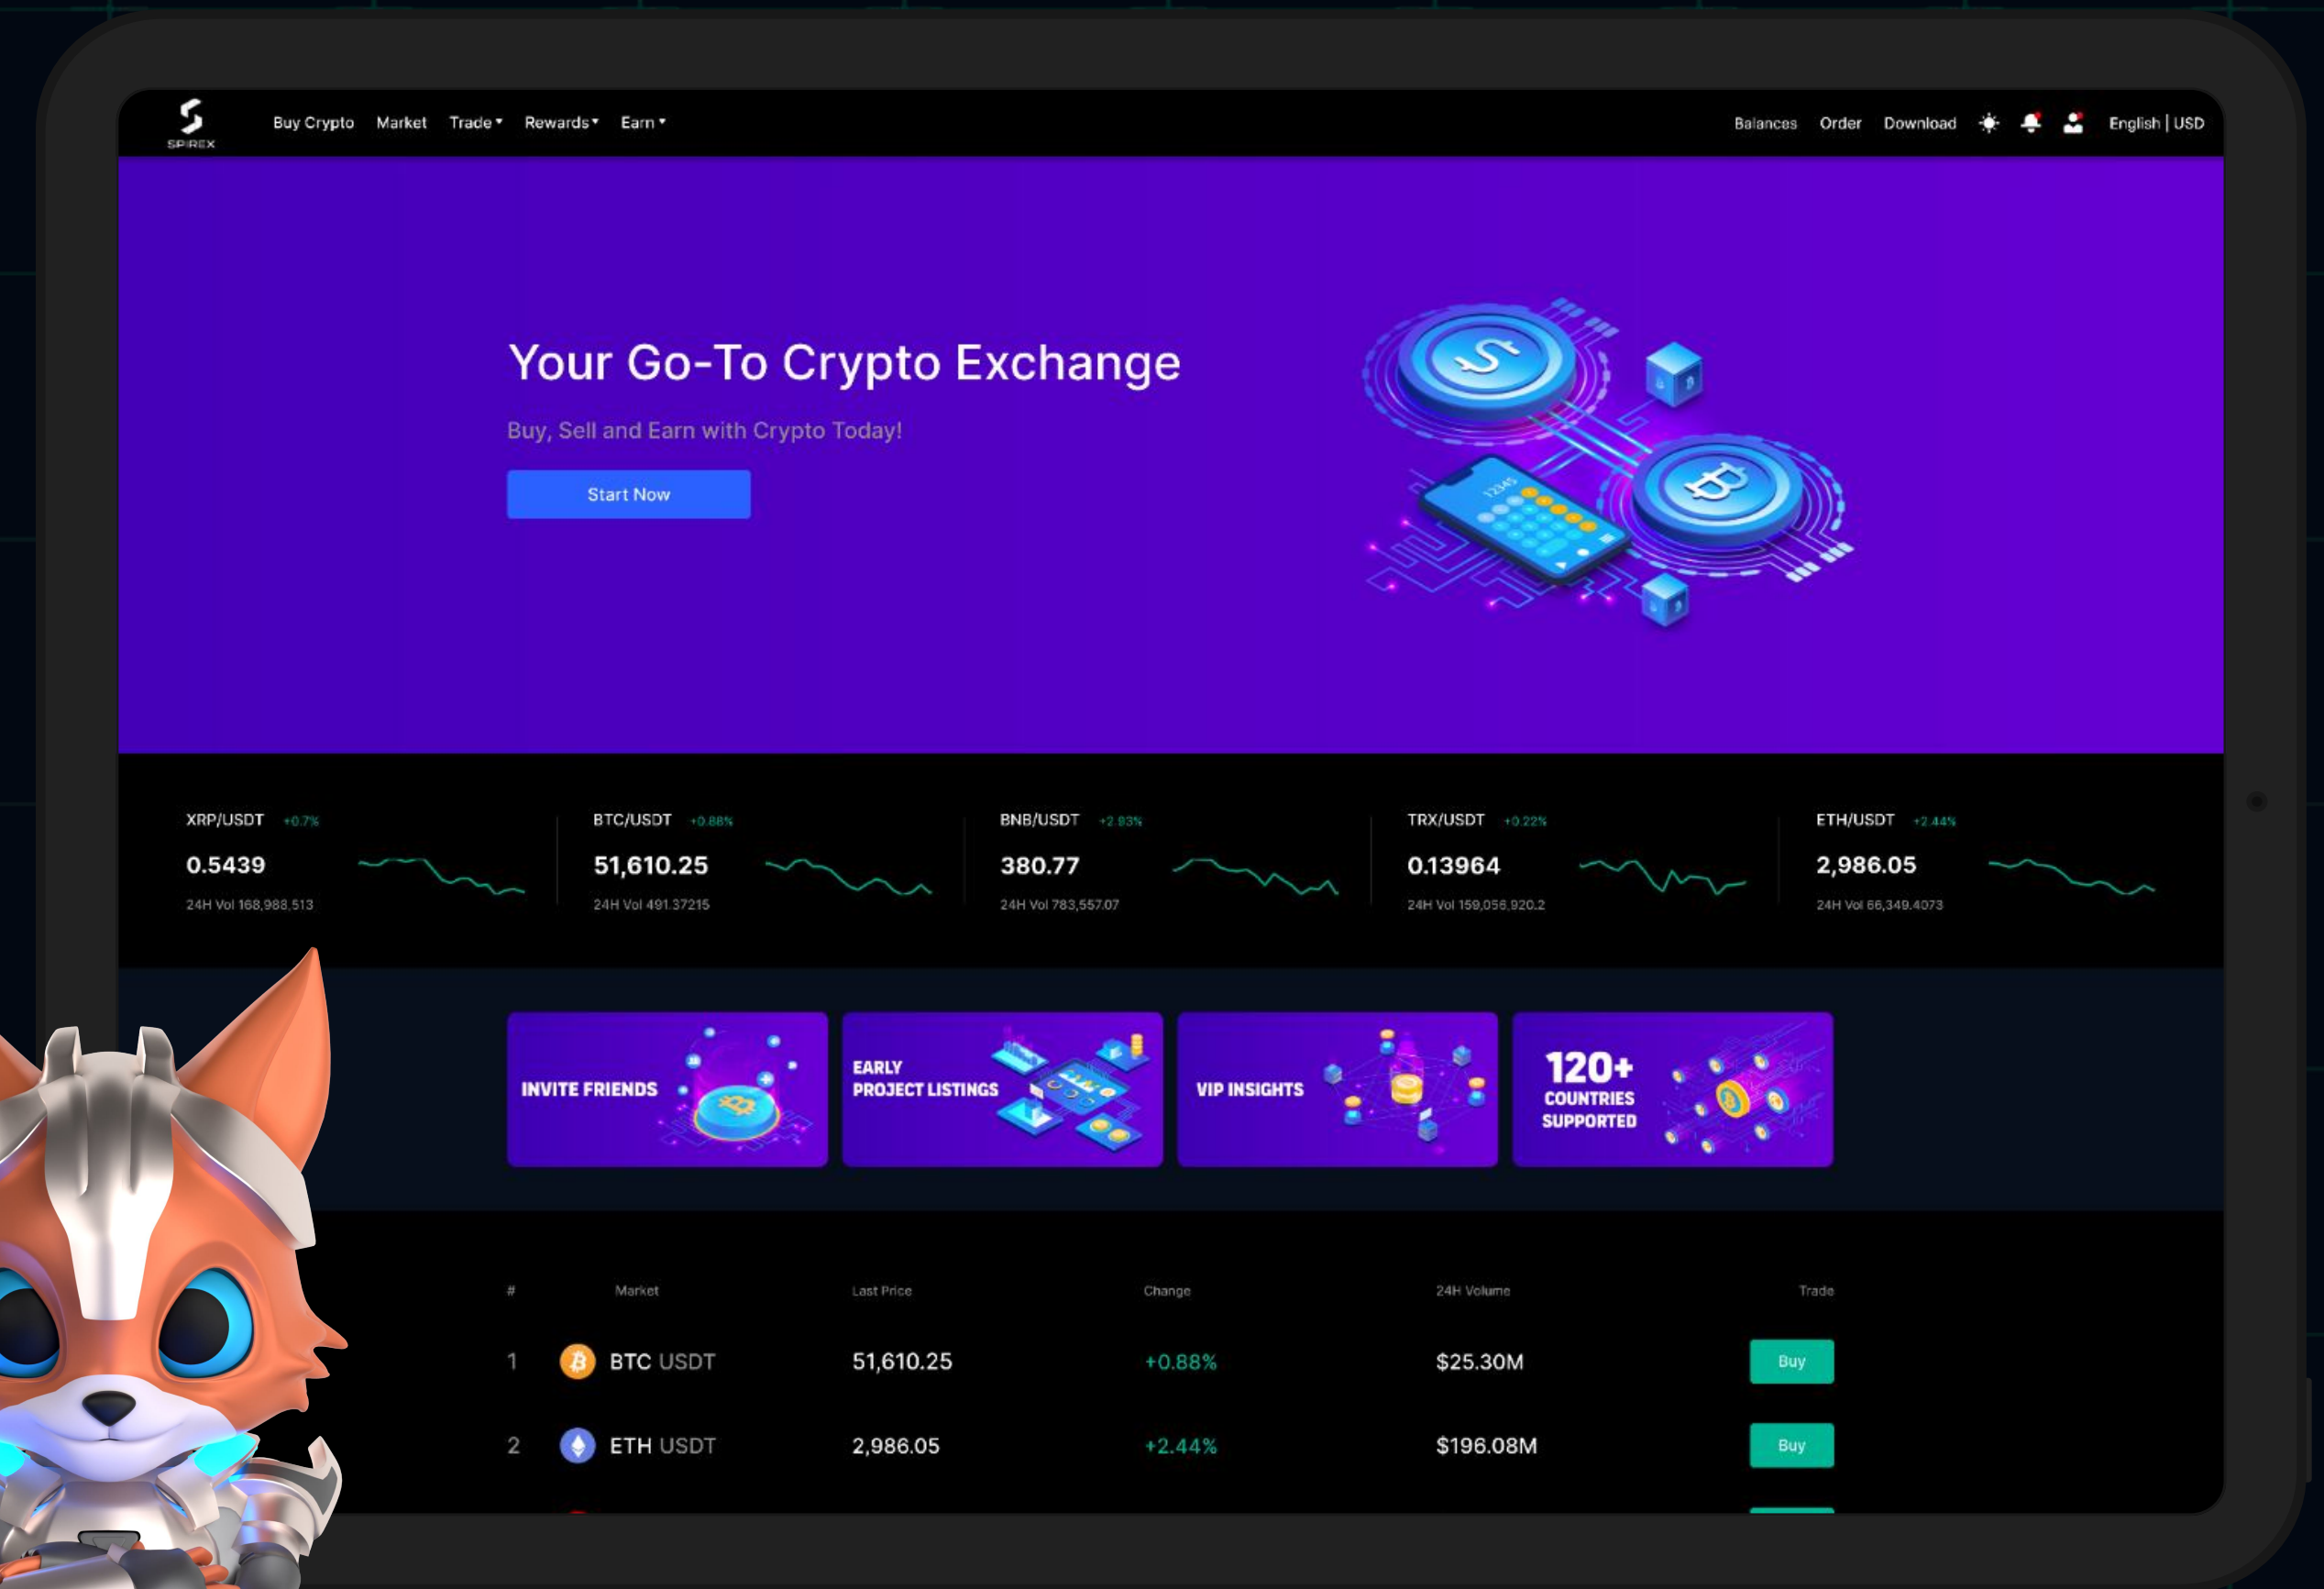 SPIREX
Buy Crypto Market Trade Rewards Earn
Balances Order Download English | USD
Your Go-To Crypto Exchange
Buy, Sell and Earn with Crypto Today!
Start Now
12345
XRP/USDT +0.7%
0.5439
24H Vol 168,988,513
BTC/USDT +0.88%
51,610.25
24H Vol 491.37215
BNB/USDT +2.93%
380.77
24H Vol 783,557.07
TRX/USDT +0.22%
0.13964
24H Vol 159,056,920.2
ETH/USDT +2.44%
2,986.05
24H Vol 66,349.4073
INVITE FRIENDS
EARLY
PROJECT LISTINGS
VIP INSIGHTS
120+
COUNTRIES
SUPPORTED
# Market Last Price Change 24H Volume Trade
1 BTC USDT 51,610.25 +0.88% $25.30M Buy
2 ETH USDT 2,986.05 +2.44% $196.08M Buy